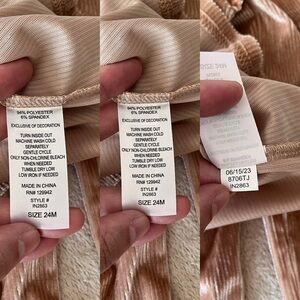 94% POLYESTER
6% SPANDEX
EXCLUSIVE OF DECORATION
TURN INSIDE OUT
MACHINE WASH COLD
SEPARATELY
GENTLE CYCLE
ONLY NON-CHLORINE BLEACH
WHEN NEEDED
TUMBLE DRY LOW
LOW IRON IF NEEDED
MADE IN CHINA
RN# 129942
STYLE #
IN2863
SIZE 24M
94% POLYESTER
6% SPANDEX
EXCLUSIVE OF DECORATION
TURN INSIDE OUT
MACHINE WASH COLD
SEPARATELY
GENTLE CYCLE
ONLY NON-CHLORINE BLEACH
WHEN NEEDED
TUMBLE DRY LOW
LOW IRON IF NEEDED
MADE IN CHINA
RN# 129942
STYLE #
IN2863
SIZE 24M
06/15/23
8706TJ
IN2863